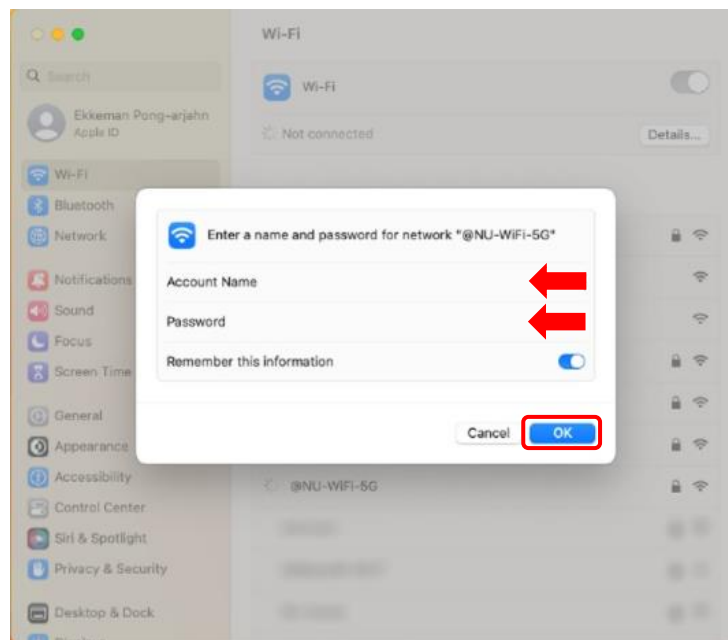 Wi-Fi
Search
Wi-Fi
Ekkeman Pong-arjahn
Apple ID
Not connected
Details...
Wi-Fi
Bluetooth
Network
Notifications
Sound
Focus
Screen Time
General
Appearance
Accessibility
Control Center
Siri & Spotlight
Privacy & Security
Desktop & Dock
Enter a name and password for network "@NU-WiFi-5G"
Account Name
Password
Remember this information
Cancel
OK
@NU-WiFi-5G